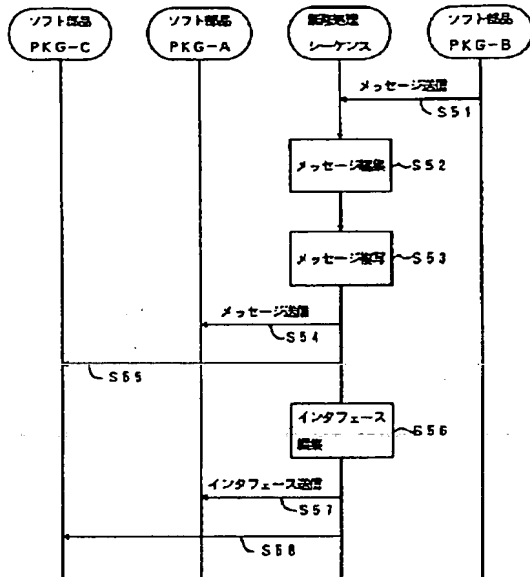 ソフト部品
PKG-C
ソフト部品
PKG-A
シーケンス
ソフト部品
PKG-B
メッセージ送信
S51
メッセージ編集
S52
メッセージ複写
S53
メッセージ送信
S54
S55
インタフェース
編集
S56
インタフェース送信
S57
S58